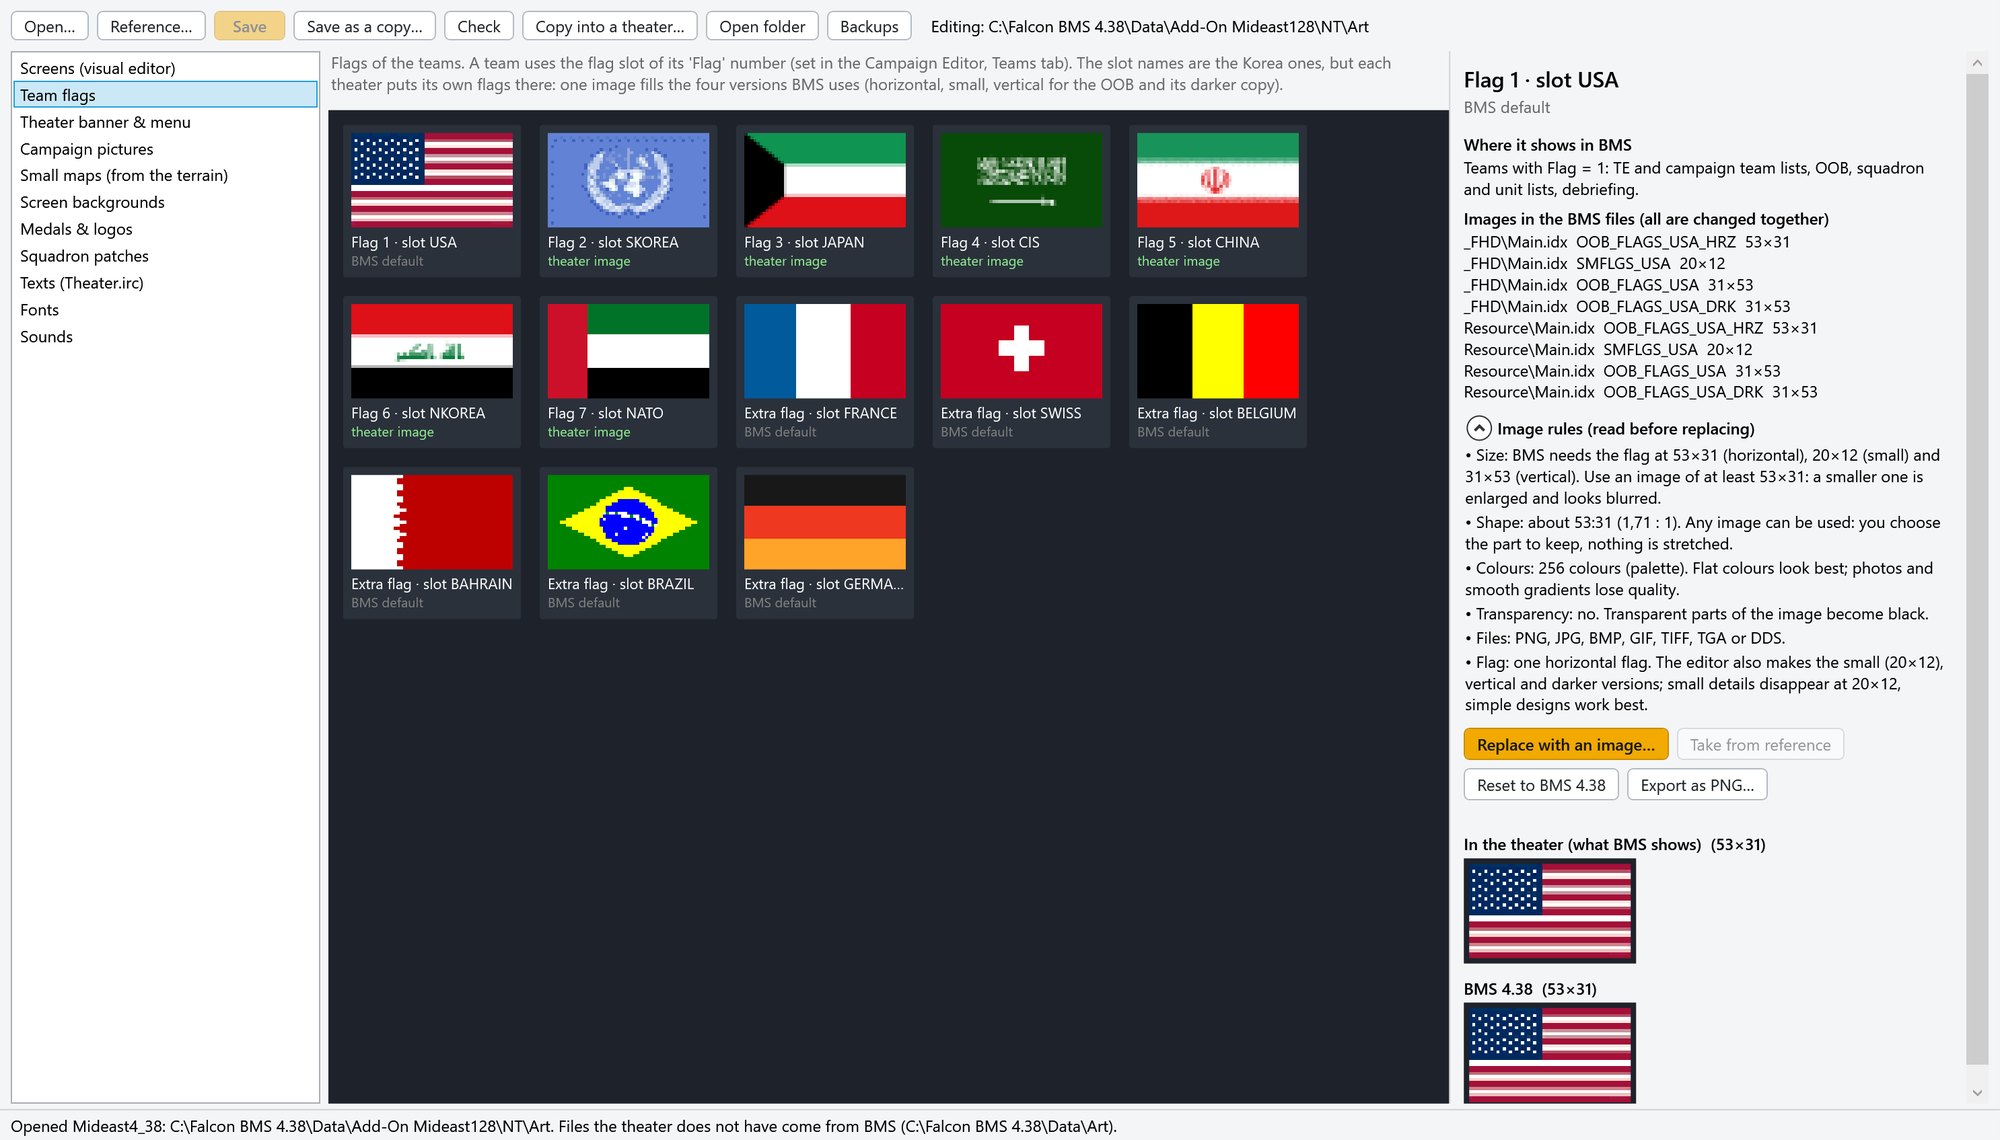 Open... Reference... Save Save as a copy... Check Copy into a theater... Open folder Backups Editing: C:\Falcon BMS 4.38\Data\Add-On Mideast128\NT\Art
Screens (visual editor)
Team flags
Theater banner & menu
Campaign pictures
Small maps (from the terrain)
Screen backgrounds
Medals & logos
Squadron patches
Texts (Theater.irc)
Fonts
Sounds
Flags of the teams. A team uses the flag slot of its 'Flag' number (set in the Campaign Editor, Teams tab). The slot names are the Korea ones, but each
theater puts its own flags there: one image fills the four versions BMS uses (horizontal, small, vertical for the OOB and its darker copy).
Flag 1 · slot USA
BMS default
Flag 2 · slot SKOREA
theater image
Flag 3 · slot JAPAN
theater image
Flag 4 · slot CIS
theater image
Flag 5 · slot CHINA
theater image
Flag 6 · slot NKOREA
theater image
Flag 7 · slot NATO
theater image
Extra flag · slot FRANCE
BMS default
Extra flag · slot SWISS
BMS default
Extra flag · slot BELGIUM
BMS default
Extra flag · slot BAHRAIN
BMS default
Extra flag · slot BRAZIL
BMS default
Extra flag · slot GERMA...
BMS default
Flag 1 · slot USA
BMS default
Where it shows in BMS
Teams with Flag = 1: TE and campaign team lists, OOB, squadron
and unit lists, debriefing.
Images in the BMS files (all are changed together)
_FHD\Main.idx OOB_FLAGS_USA_HRZ 53×31
_FHD\Main.idx SMFLGS_USA 20×12
_FHD\Main.idx OOB_FLAGS_USA 31×53
_FHD\Main.idx OOB_FLAGS_USA_DRK 31×53
Resource\Main.idx OOB_FLAGS_USA_HRZ 53×31
Resource\Main.idx SMFLGS_USA 20×12
Resource\Main.idx OOB_FLAGS_USA 31×53
Resource\Main.idx OOB_FLAGS_USA_DRK 31×53
Image rules (read before replacing)
• Size: BMS needs the flag at 53×31 (horizontal), 20×12 (small) and
31×53 (vertical). Use an image of at least 53×31: a smaller one is
enlarged and looks blurred.
• Shape: about 53:31 (1,71 : 1). Any image can be used: you choose
the part to keep, nothing is stretched.
• Colours: 256 colours (palette). Flat colours look best; photos and
smooth gradients lose quality.
• Transparency: no. Transparent parts of the image become black.
• Files: PNG, JPG, BMP, GIF, TIFF, TGA or DDS.
• Flag: one horizontal flag. The editor also makes the small (20×12),
vertical and darker versions; small details disappear at 20×12,
simple designs work best.
Replace with an image... Take from reference
Reset to BMS 4.38 Export as PNG...
In the theater (what BMS shows) (53×31)
BMS 4.38 (53×31)
Opened Mideast4_38: C:\Falcon BMS 4.38\Data\Add-On Mideast128\NT\Art. Files the theater does not have come from BMS (C:\Falcon BMS 4.38\Data\Art).